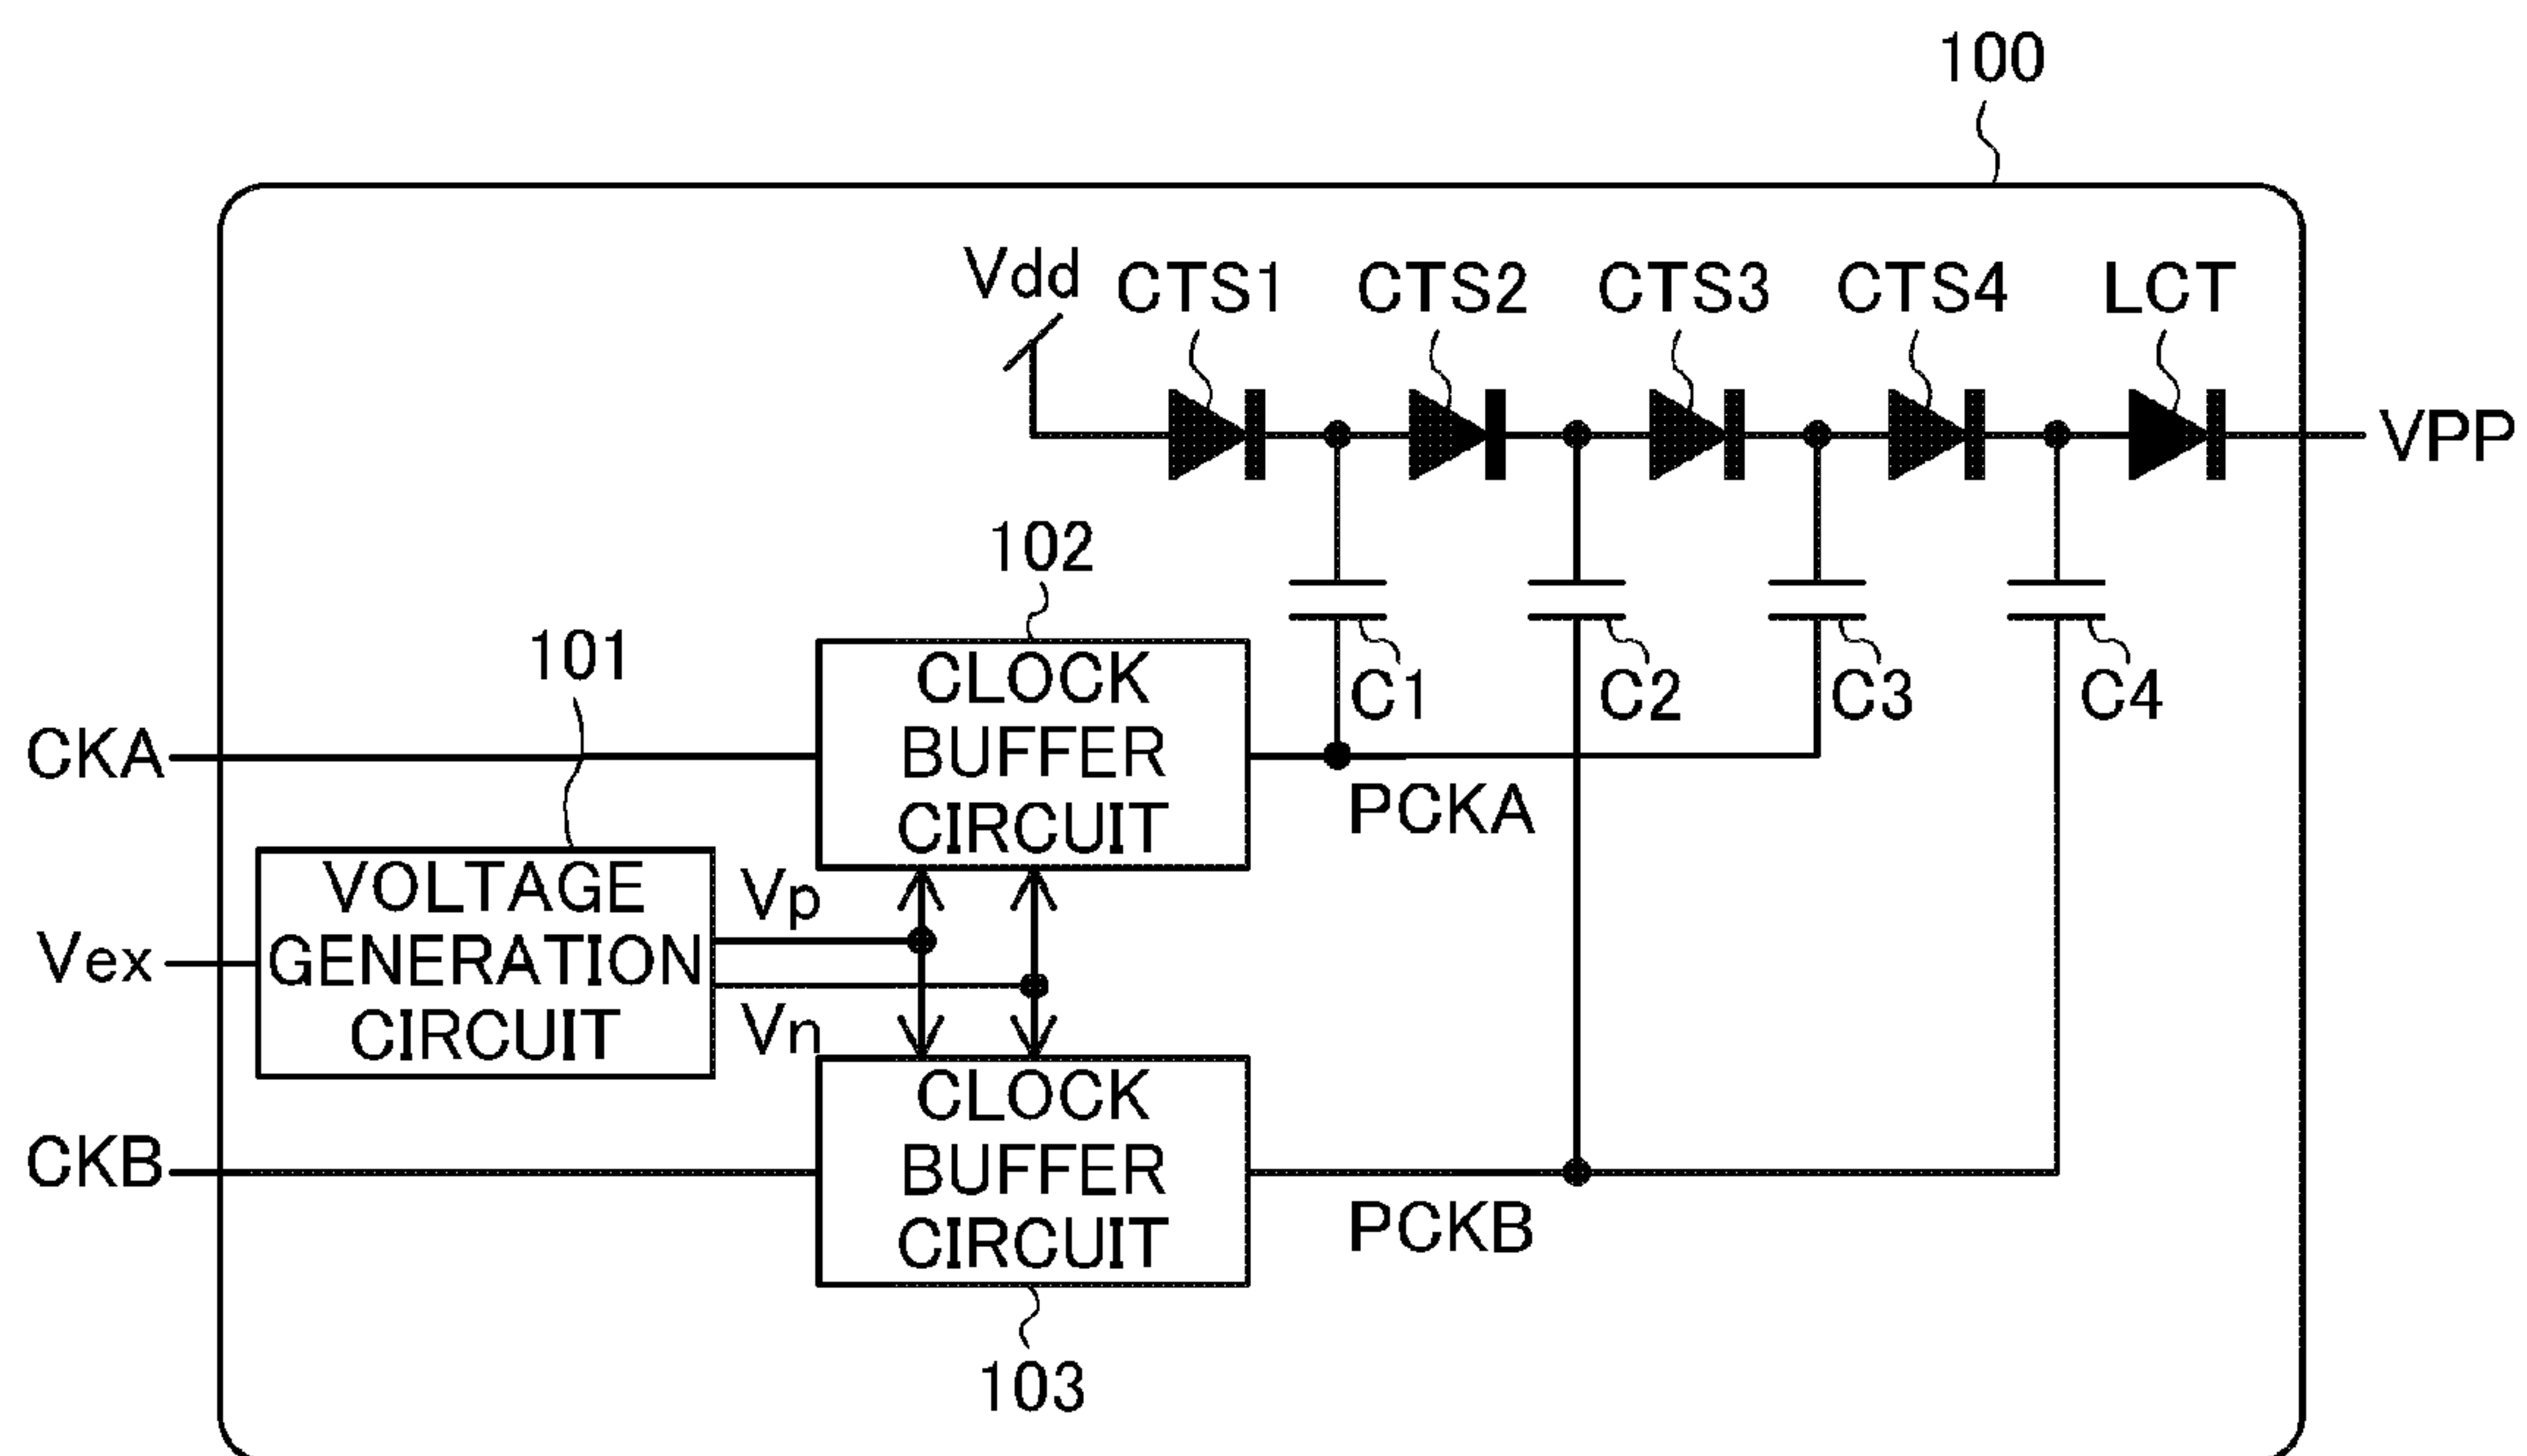 100
Vdd
CTS1
CTS2
CTS3
CTS4
LCT
VPP
102
101
C1
C2
C3
C4
CKA
CLOCK
BUFFER
CIRCUIT
PCKA
Vex
VOLTAGE
GENERATION
CIRCUIT
Vp
Vn
CKB
CLOCK
BUFFER
CIRCUIT
PCKB
103